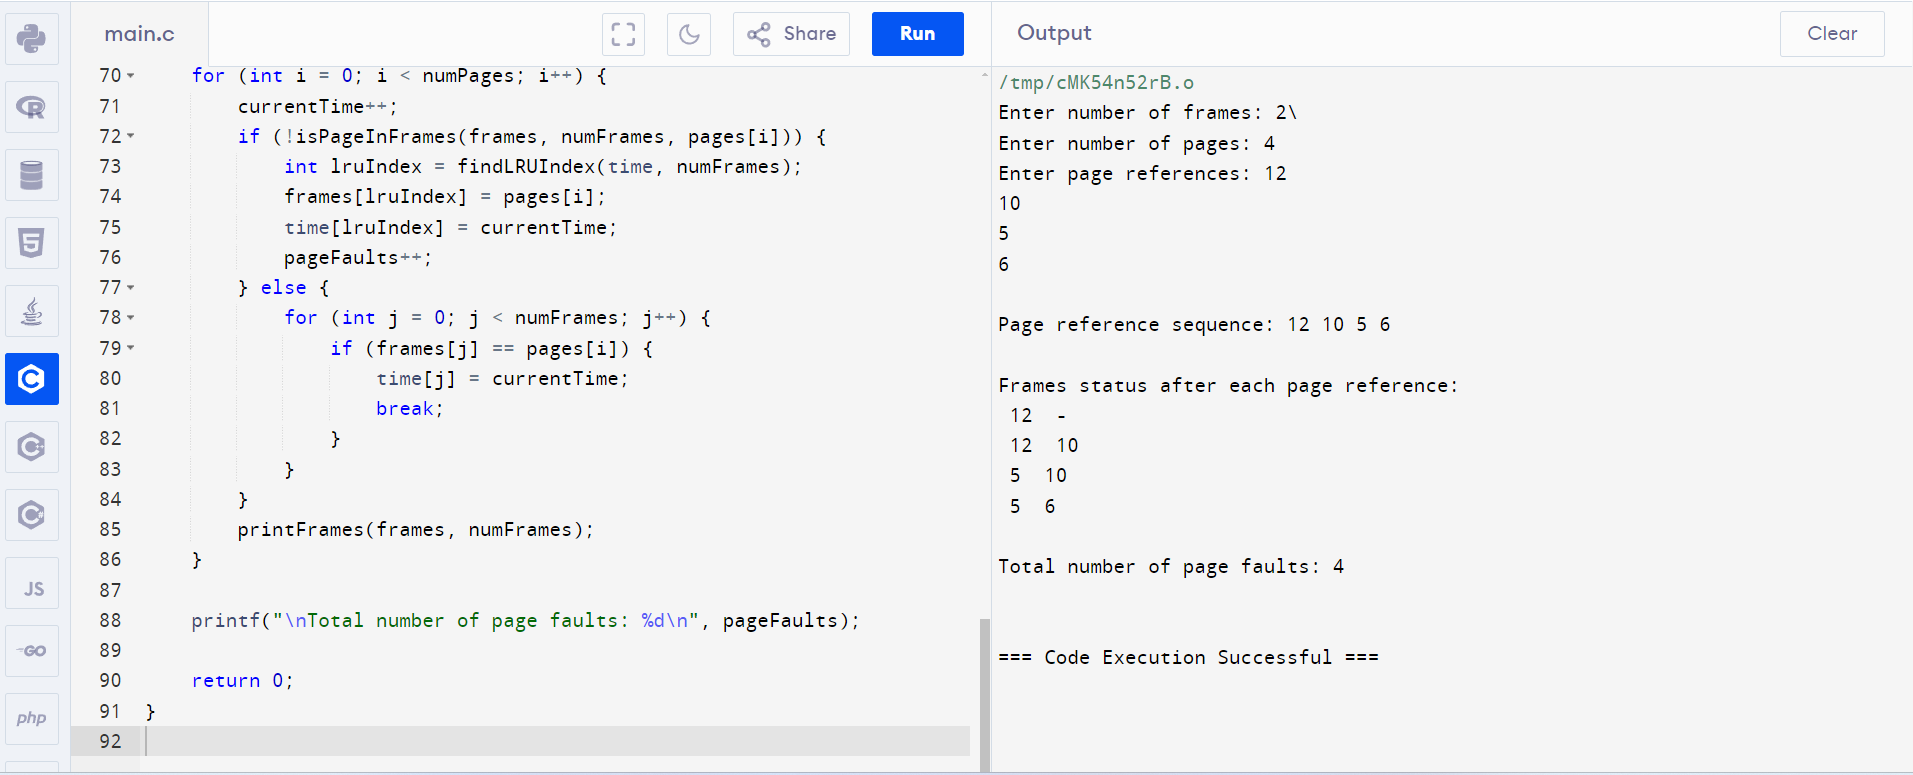 main.c
Share
Run
Output
Clear
70 for (int i = 0; i < numPages; i++) {
71 currentTime++;
72 if (!isPageInFrames(frames, numFrames, pages[i])) {
73 int lruIndex = findLRUIndex(time, numFrames);
74 frames[lruIndex] = pages[i];
75 time[lruIndex] = currentTime;
76 pageFaults++;
77 } else {
78 for (int j = 0; j < numFrames; j++) {
79 if (frames[j] == pages[i]) {
80 time[j] = currentTime;
81 break;
82 }
83 }
84 }
85 printFrames(frames, numFrames);
86 }
87
88 printf("\nTotal number of page faults: %d\n", pageFaults);
89
90 return 0;
91 }
92
/tmp/cMK54n52rB.o
Enter number of frames: 2\
Enter number of pages: 4
Enter page references: 12
10
5
6
Page reference sequence: 12 10 5 6
Frames status after each page reference:
12 -
12 10
5 10
5 6
Total number of page faults: 4
=== Code Execution Successful ===
R
5
C
C
C
JS
GO
php